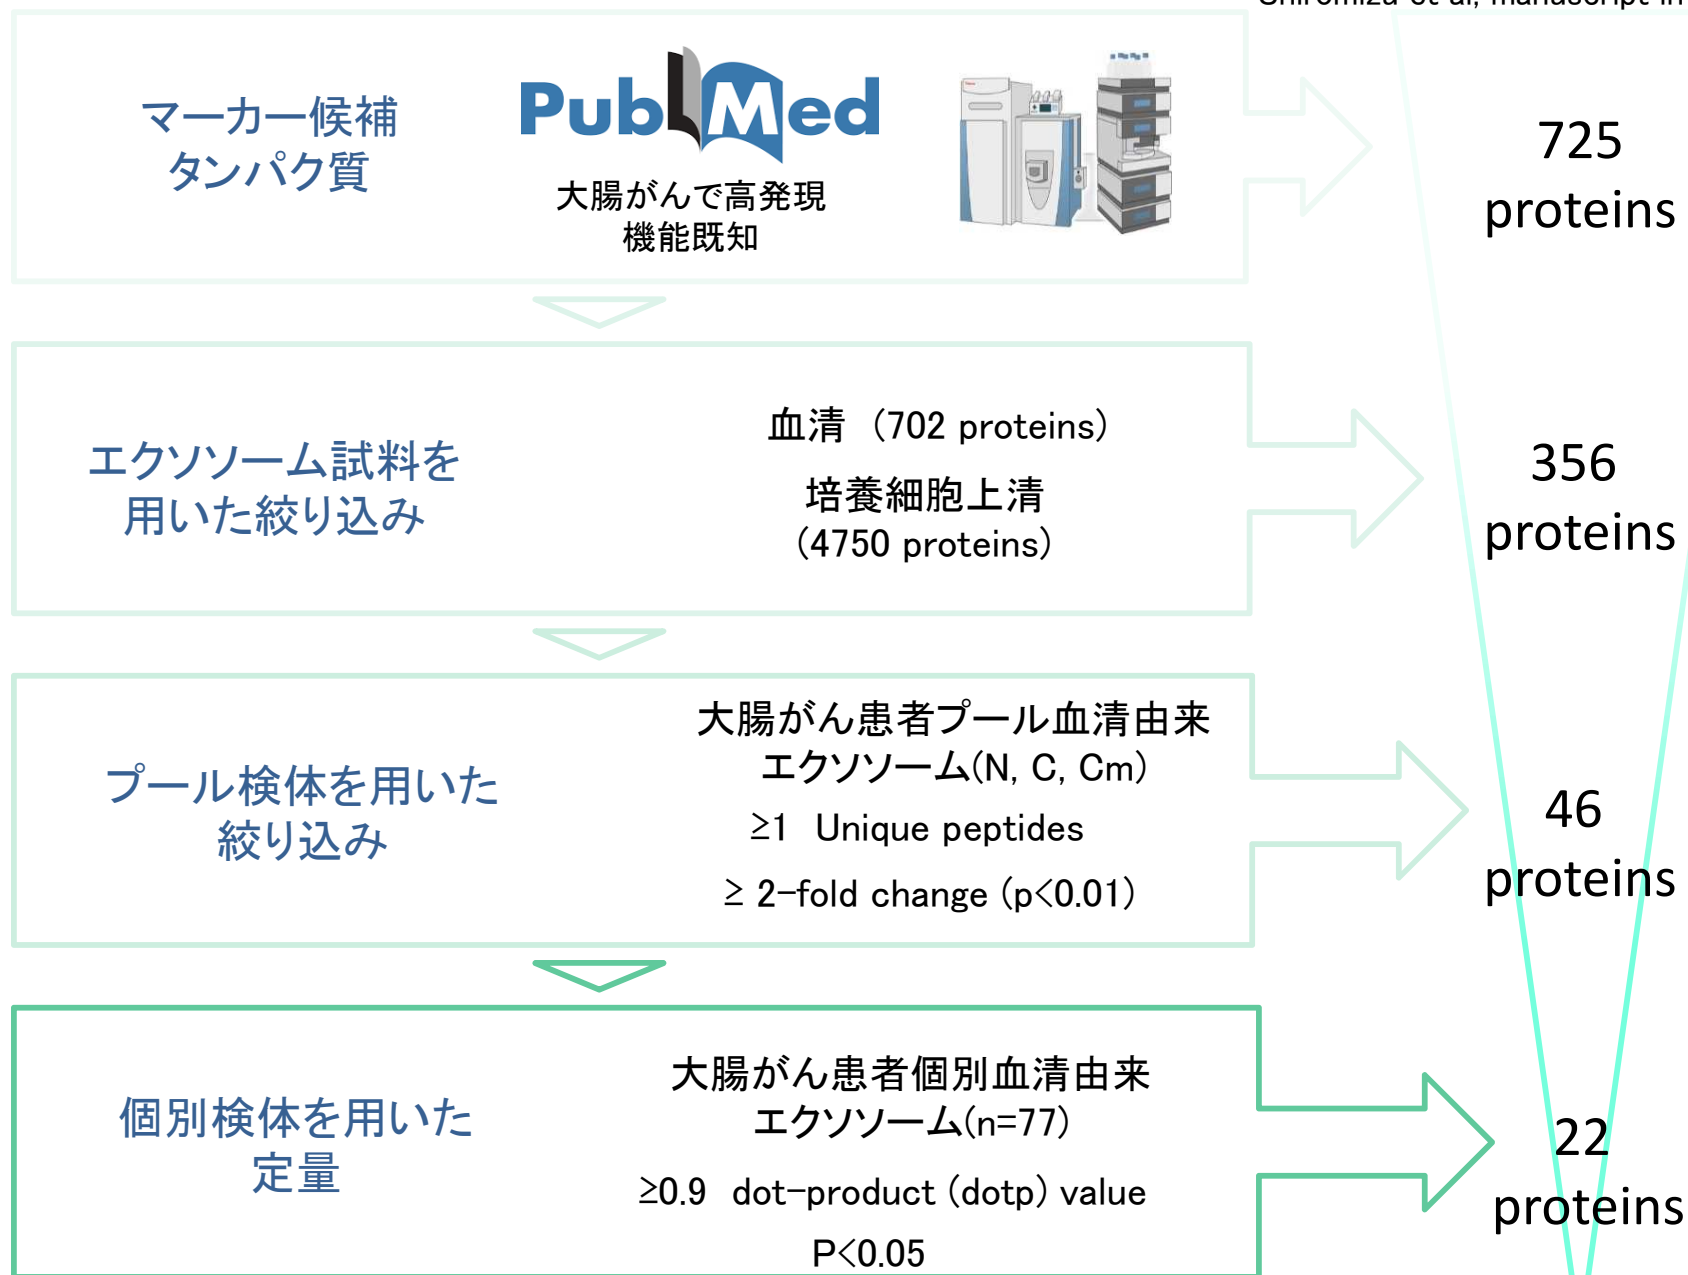 Shiromizu et al, manuscript in
マーカー候補
タンパク質
PubMed
大腸がんで高発現
機能既知
725
proteins
エクソソーム試料を
用いた絞り込み
血清 (702 proteins)
培養細胞上清
(4750 proteins)
356
proteins
プール検体を用いた
絞り込み
大腸がん患者プール血清由来
エクソソーム(N, C, Cm)
≥1 Unique peptides
≥ 2-fold change (p<0.01)
46
proteins
個別検体を用いた
定量
大腸がん患者個別血清由来
エクソソーム(n=77)
≥0.9 dot-product (dotp) value
P<0.05
22
proteins